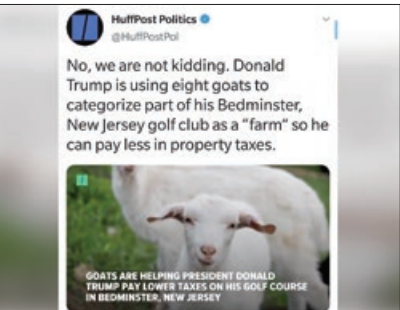 HuffPost Politics
@HuffPostPol
No, we are not kidding. Donald
Trump is using eight goats to
categorize part of his Bedminster,
New Jersey golf club as a "farm" so he
can pay less in property taxes.
GOATS ARE HELPING PRESIDENT DONALD
TRUMP PAY LOWER TAXES ON HIS GOLF COURSE
IN BEDMINSTER, NEW JERSEY